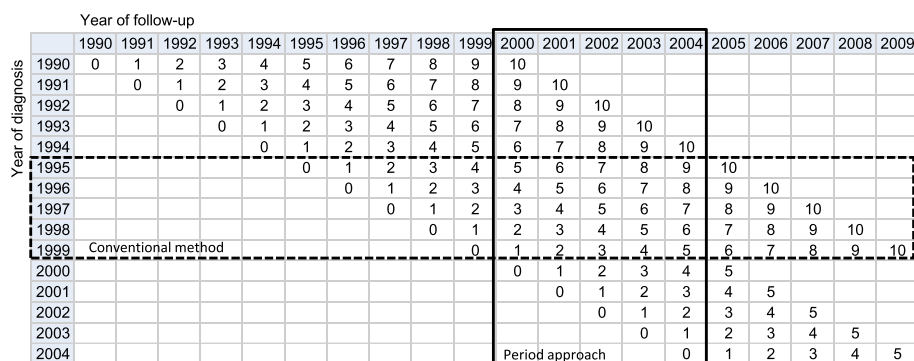 Year of follow-up
1990 1991 1992 1993 1994 1995 1996 1997 1998 1999 2000 2001 2002 2003 2004 2005 2006 2007 2008 2009
Year of diagnosis
1990 0 1 2 3 4 5 6 7 8 9 10
1991 0 1 2 3 4 5 6 7 8 9 10
1992 0 1 2 3 4 5 6 7 8 9 10
1993 0 1 2 3 4 5 6 7 8 9 10
1994 0 1 2 3 4 5 6 7 8 9 10
1995 0 1 2 3 4 5 6 7 8 9 10
1996 0 1 2 3 4 5 6 7 8 9 10
1997 0 1 2 3 4 5 6 7 8 9 10
1998 0 1 2 3 4 5 6 7 8 9 10
1999 Conventional method 0 1 2 3 4 5 6 7 8 9 10
2000 0 1 2 3 4 5
2001 0 1 2 3 4 5 6
2002 0 1 2 3 4 5
2003 0 1 2 3 4 5
2004 Period approach 0 1 2 3 4 5